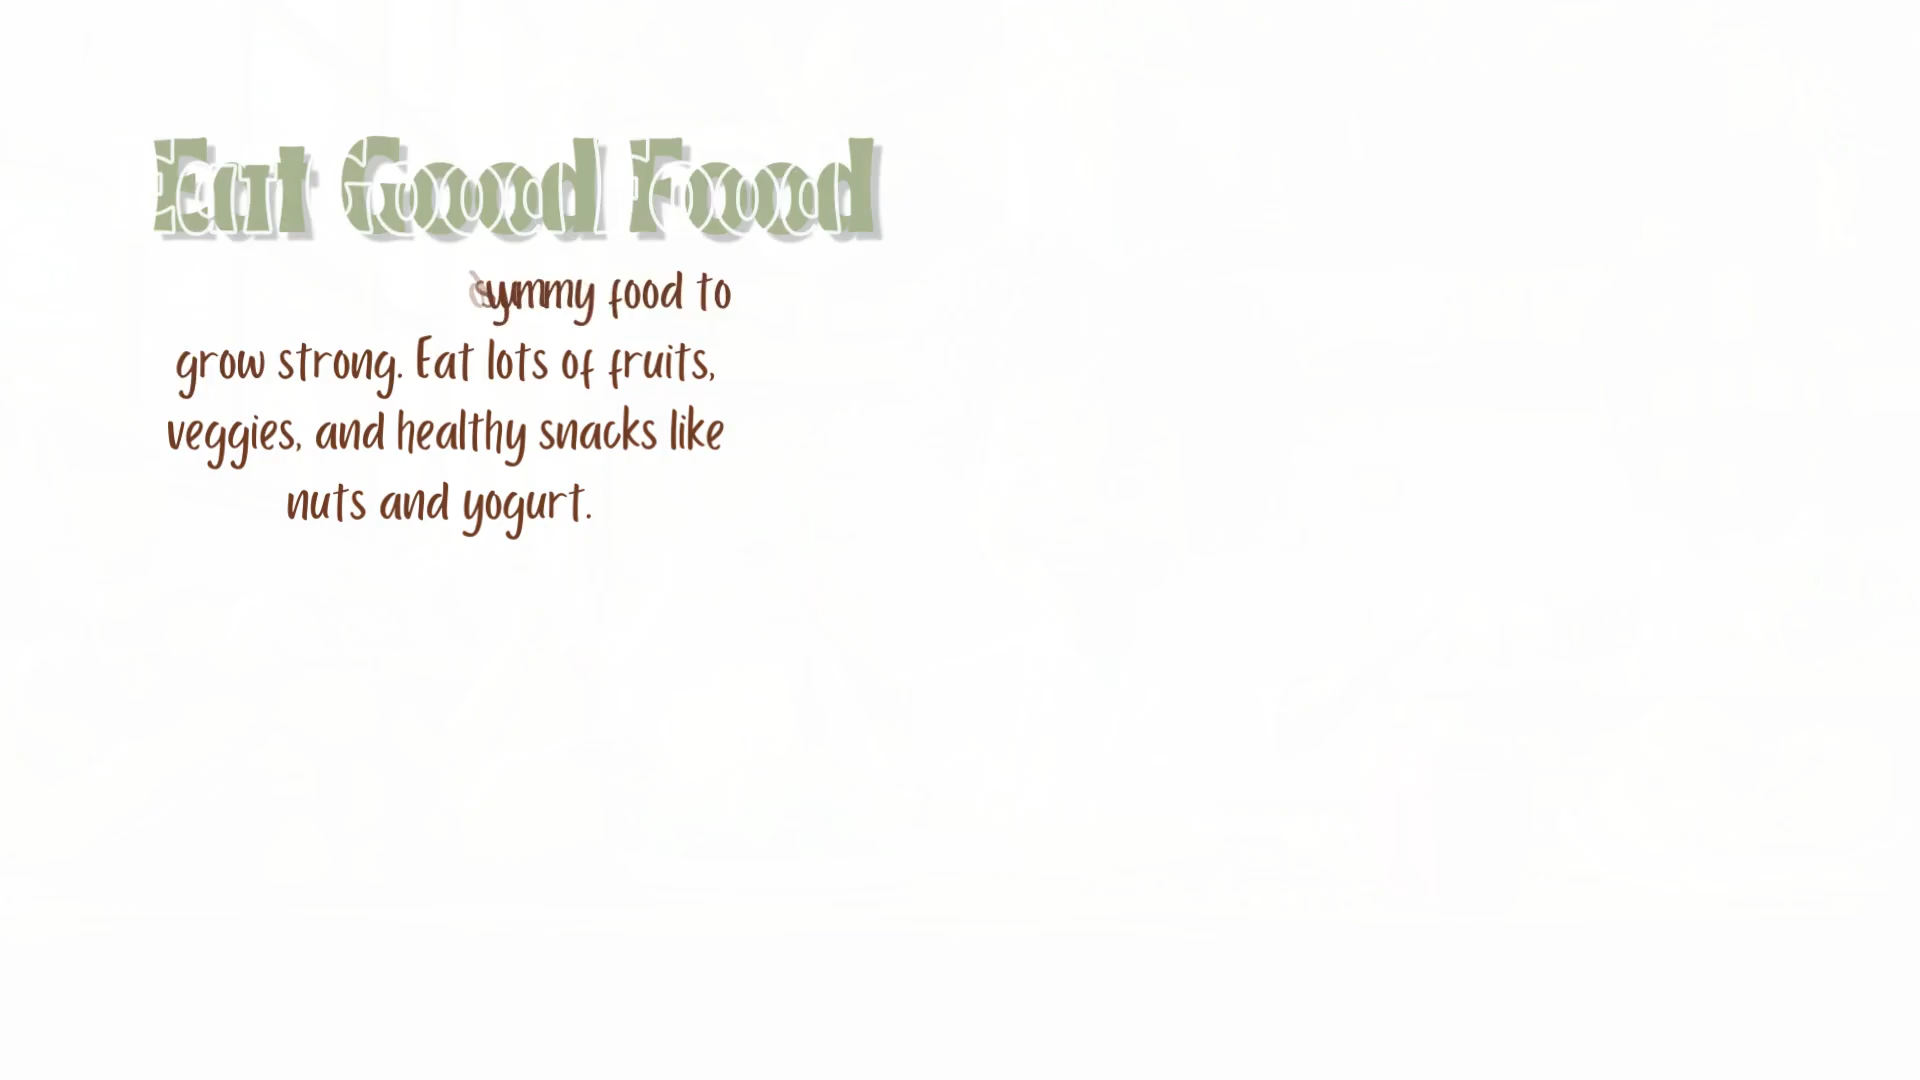 Eat Good Food
yummy food to
grow strong. Eat lots of fruits,
veggies, and healthy snacks like
nuts and yogurt.